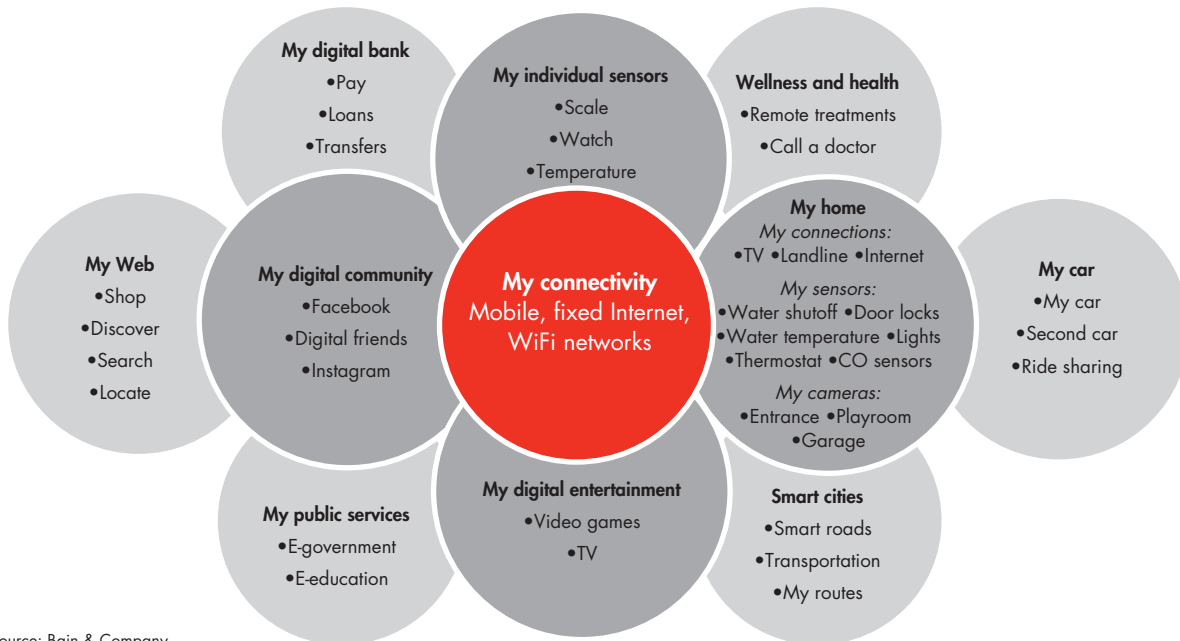 My digital bank
•Pay
•Loans
•Transfers
My individual sensors
•Scale
•Watch
•Temperature
Wellness and health
•Remote treatments
•Call a doctor
My Web
•Shop
•Discover
•Search
•Locate
My digital community
•Facebook
•Digital friends
•Instagram
My connectivity
Mobile, fixed Internet,
WiFi networks
My home
My connections:
•TV •Landline •Internet
My sensors:
•Water shutoff •Door locks
•Water temperature •Lights
•Thermostat •CO sensors
My cameras:
•Entrance •Playroom
•Garage
My car
•My car
•Second car
•Ride sharing
My public services
•E-government
•E-education
My digital entertainment
•Video games
•TV
Smart cities
•Smart roads
•Transportation
•My routes
ource: Bain & Company